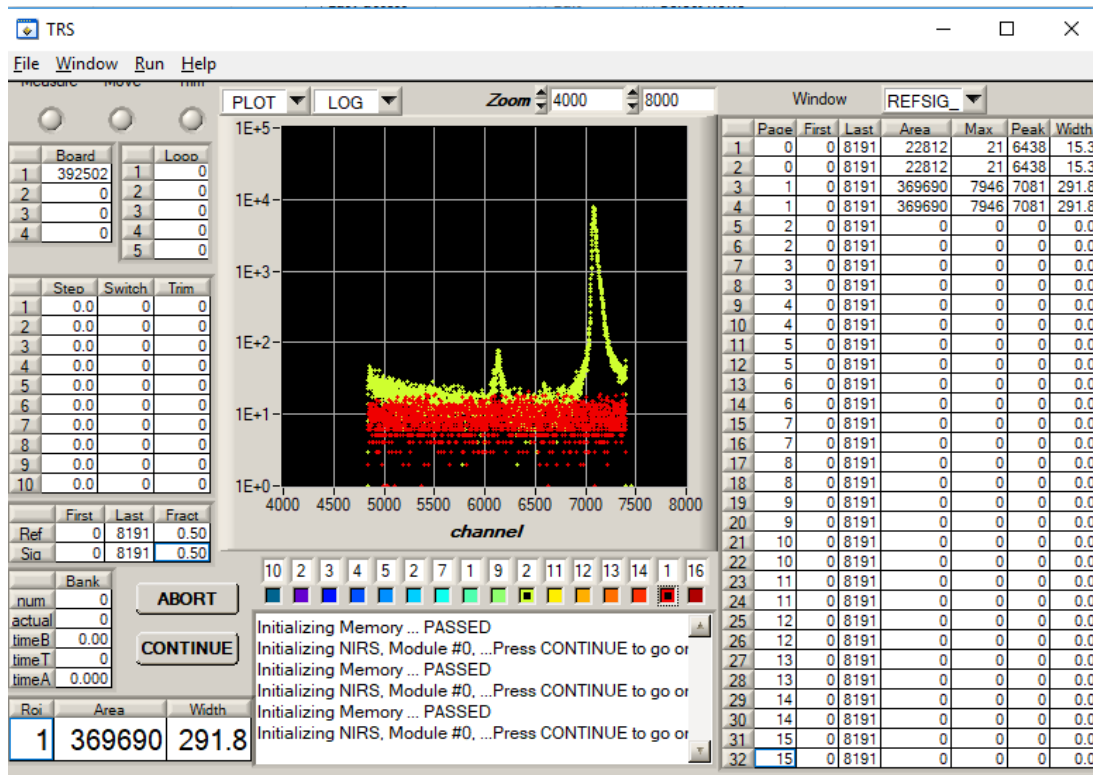 TRS
File Window Run Help
Measure Move Trim
PLOT LOG Zoom 4000 8000 Window REFSIG_
Board
1 392502
2 0
3 0
4 0
Loop
1 0
2 0
3 0
4 0
5 0
Step Switch Trim
1 0.0 0 0
2 0.0 0 0
3 0.0 0 0
4 0.0 0 0
5 0.0 0 0
6 0.0 0 0
7 0.0 0 0
8 0.0 0 0
9 0.0 0 0
10 0.0 0 0
First Last Fract
Ref 0 8191 0.50
Sig 0 8191 0.50
Bank
num 0
actual 0
timeB 0.00
timeT 0
timeA 0.000
ABORT
CONTINUE
Roi Area Width
1 369690 291.8
1E+5
1E+4
1E+3
1E+2
1E+1
1E+0
4000 4500 5000 5500 6000 6500 7000 7500 8000
channel
10 2 3 4 5 2 7 1 9 2 11 12 13 14 1 16
Initializing Memory ... PASSED
Initializing NIRS, Module #0, ...Press CONTINUE to go or
Initializing Memory ... PASSED
Initializing NIRS, Module #0, ...Press CONTINUE to go or
Initializing Memory ... PASSED
Initializing NIRS, Module #0, ...Press CONTINUE to go or
Page First Last Area Max Peak Width
1 0 0 8191 22812 21 6438 15.3
2 0 0 8191 22812 21 6438 15.3
3 1 0 8191 369690 7946 7081 291.8
4 1 0 8191 369690 7946 7081 291.8
5 2 0 8191 0 0 0 0.0
6 2 0 8191 0 0 0 0.0
7 3 0 8191 0 0 0 0.0
8 3 0 8191 0 0 0 0.0
9 4 0 8191 0 0 0 0.0
10 4 0 8191 0 0 0 0.0
11 5 0 8191 0 0 0 0.0
12 5 0 8191 0 0 0 0.0
13 6 0 8191 0 0 0 0.0
14 6 0 8191 0 0 0 0.0
15 7 0 8191 0 0 0 0.0
16 7 0 8191 0 0 0 0.0
17 8 0 8191 0 0 0 0.0
18 8 0 8191 0 0 0 0.0
19 9 0 8191 0 0 0 0.0
20 9 0 8191 0 0 0 0.0
21 10 0 8191 0 0 0 0.0
22 10 0 8191 0 0 0 0.0
23 11 0 8191 0 0 0 0.0
24 11 0 8191 0 0 0 0.0
25 12 0 8191 0 0 0 0.0
26 12 0 8191 0 0 0 0.0
27 13 0 8191 0 0 0 0.0
28 13 0 8191 0 0 0 0.0
29 14 0 8191 0 0 0 0.0
30 14 0 8191 0 0 0 0.0
31 15 0 8191 0 0 0 0.0
32 15 0 8191 0 0 0 0.0